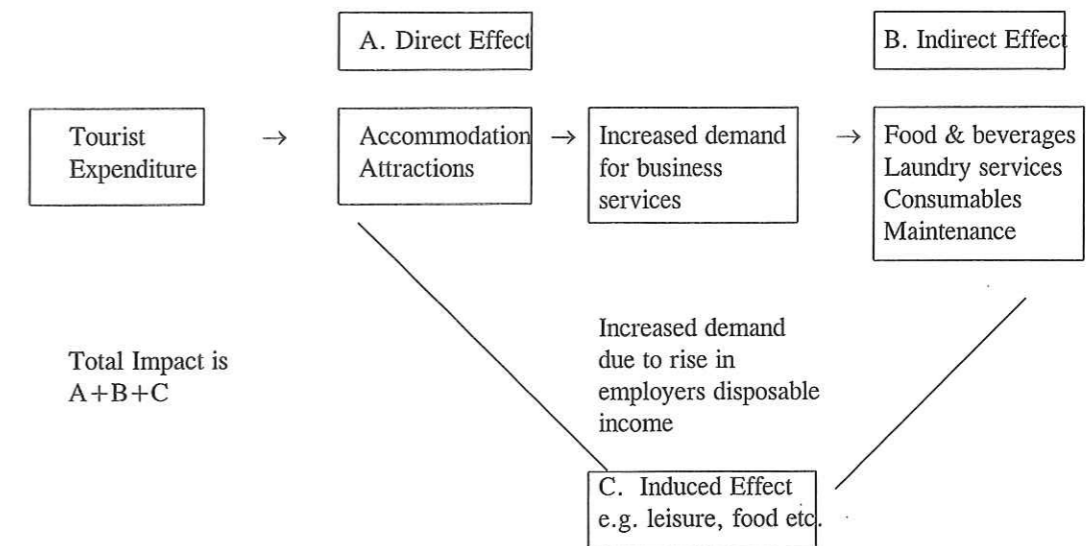 A. Direct Effect
B. Indirect Effect
Tourist
Expenditure
→
Accommodation
Attractions
→
Increased demand
for business
services
→
Food & beverages
Laundry services
Consumables
Maintenance
Total Impact is
A+B+C
Increased demand
due to rise in
employers disposable
income
C. Induced Effect
e.g. leisure, food etc.